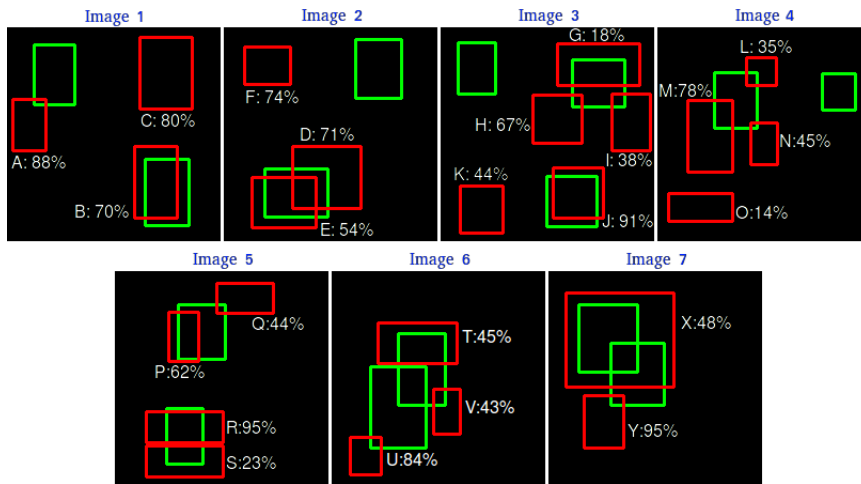 Image 1
Image 2
Image 3
Image 4
A: 88%
C: 80%
B: 70%
F: 74%
D: 71%
E: 54%
G: 18%
H: 67%
I: 38%
K: 44%
J: 91%
L: 35%
M:78%
N:45%
O:14%
Image 5
Image 6
Image 7
Q:44%
P:62%
R:95%
S:23%
T:45%
V:43%
U:84%
X:48%
Y:95%